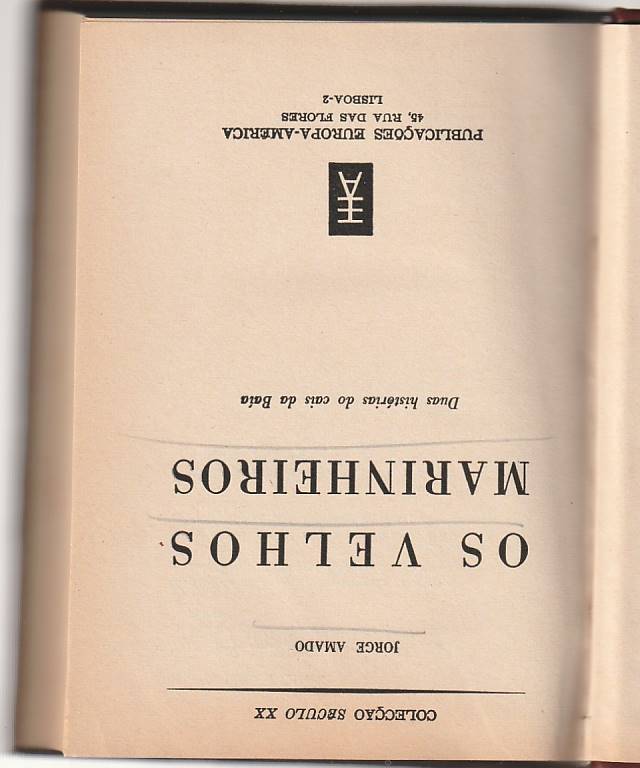 COLECÇÃO SÉCULO XX
JORGE AMADO
OS VELHOS
MARINHEIROS
Duas histórias do cais da Baía
PUBLICAÇÕES EUROPA-AMÉRICA
45, RUA DAS FLORES
LISBOA-2